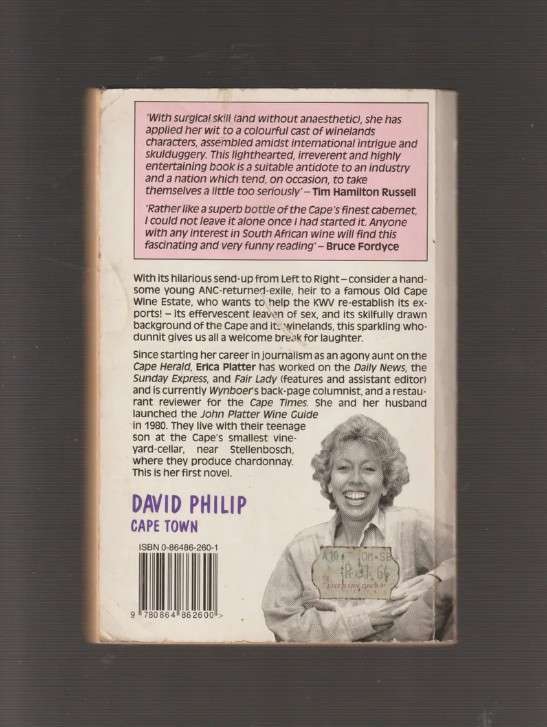 'With surgical skill (and without anaesthetic), she has
applied her wit to a colourful cast of winelands
characters, assembled amidst international intrigue and
skulduggery. This lighthearted, irreverent and highly
entertaining book is a suitable antidote to an industry
and a nation which tend, on occasion, to take
themselves a little too seriously' – Tim Hamilton Russell
'Rather like a superb bottle of the Cape's finest cabernet,
I could not leave it alone once I had started it. Anyone
with any interest in South African wine will find this
fascinating and very funny reading' – Bruce Fordyce
With its hilarious send-up from Left to Right – consider a hand-
some young ANC-returned-exile, heir to a famous Old Cape
Wine Estate, who wants to help the KWV re-establish its ex-
ports! – its effervescent leaven of sex, and its skilfully drawn
background of the Cape and its winelands, this sparkling who-
dunnit gives us all a welcome break for laughter.
Since starting her career in journalism as an agony aunt on the
Cape Herald, Erica Platter has worked on the Daily News, the
Sunday Express, and Fair Lady (features and assistant editor)
and is currently Wynboer's back-page columnist, and a restau-
rant reviewer for the Cape Times. She and her husband
launched the John Platter Wine Guide
in 1980. They live with their teenage
son at the Cape's smallest vine-
yard-cellar, near Stellenbosch,
where they produce chardonnay.
This is her first novel.
DAVID PHILIP
CAPE TOWN
ISBN 0-86486-260-1
9 780864 862600>